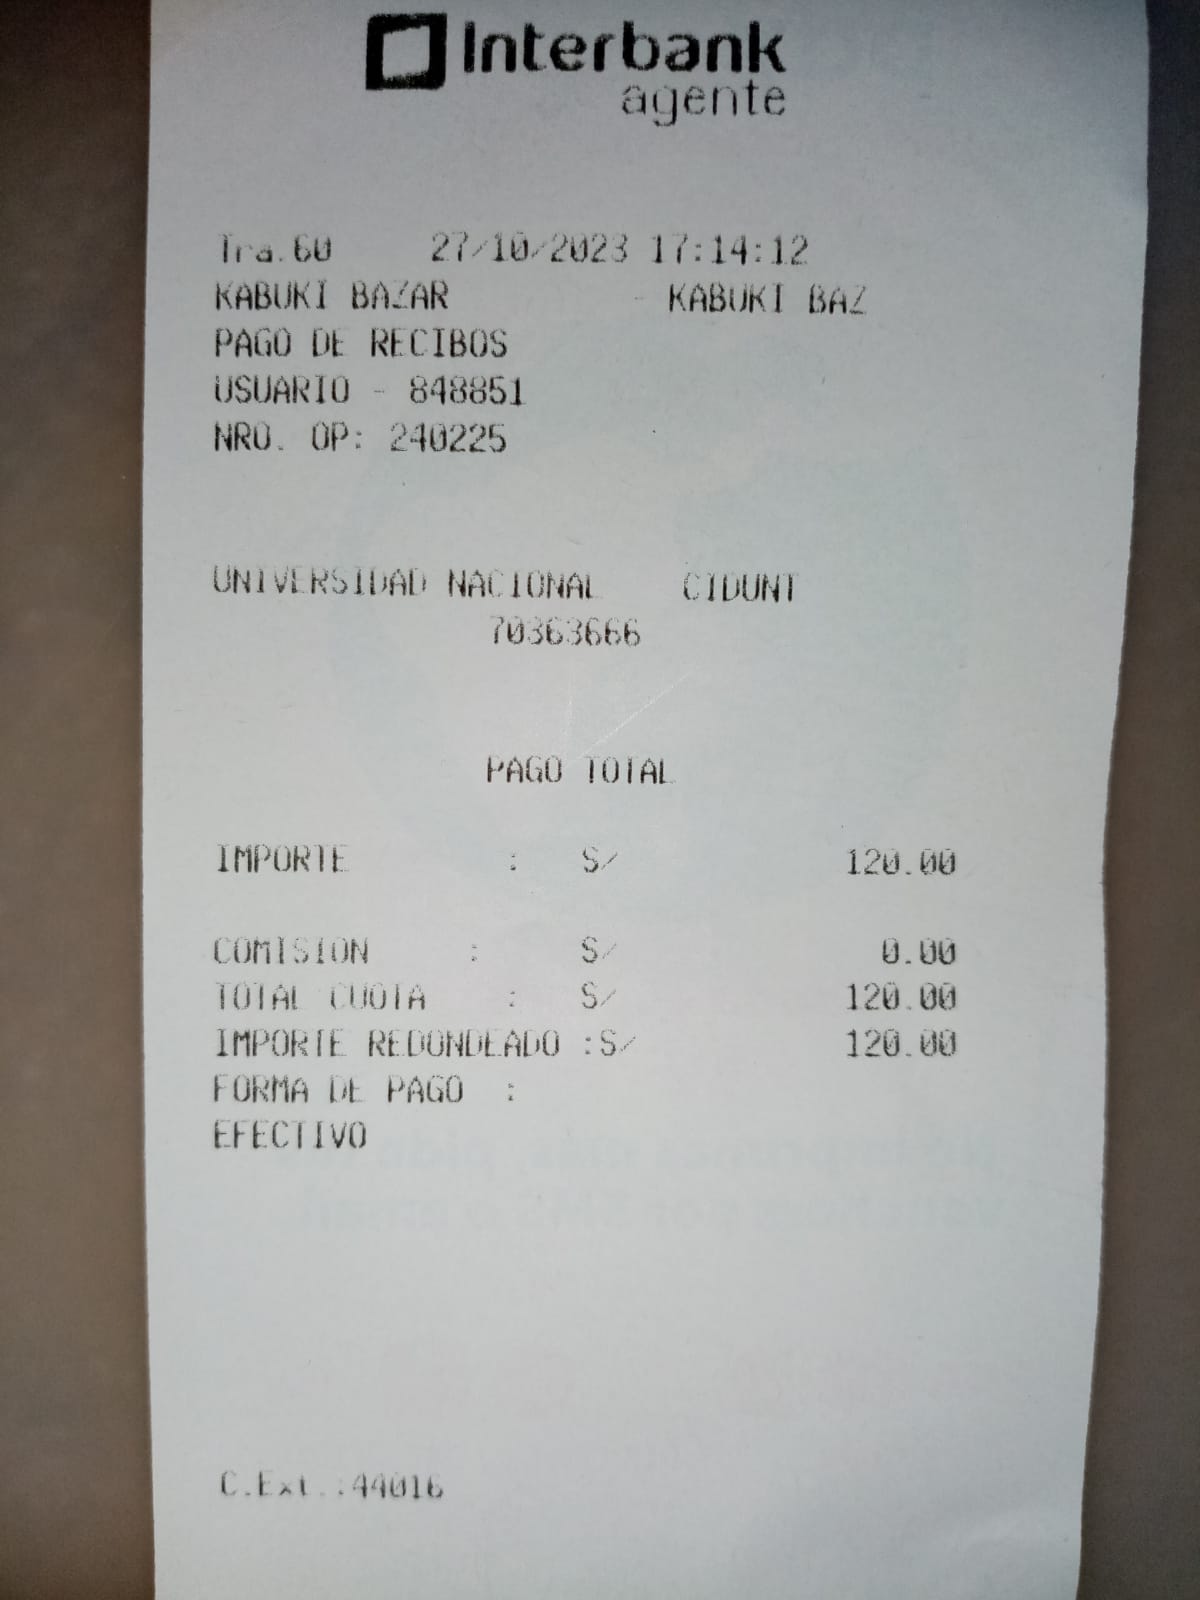 Interbank
agente
Tra.60 27/10/2023 17:14:12
KABUKI BAZAR - KABUKI BAZ
PAGO DE RECIBOS
USUARIO - 848851
NRO. OP: 240225
UNIVERSIDAD NACIONAL CIDUNT
70363666
PAGO TOTAL
IMPORTE : S/ 120.00
COMISION : S/ 0.00
TOTAL CUOTA : S/ 120.00
IMPORTE REDONDEADO :S/ 120.00
FORMA DE PAGO :
EFECTIVO
C.Ext.:44016